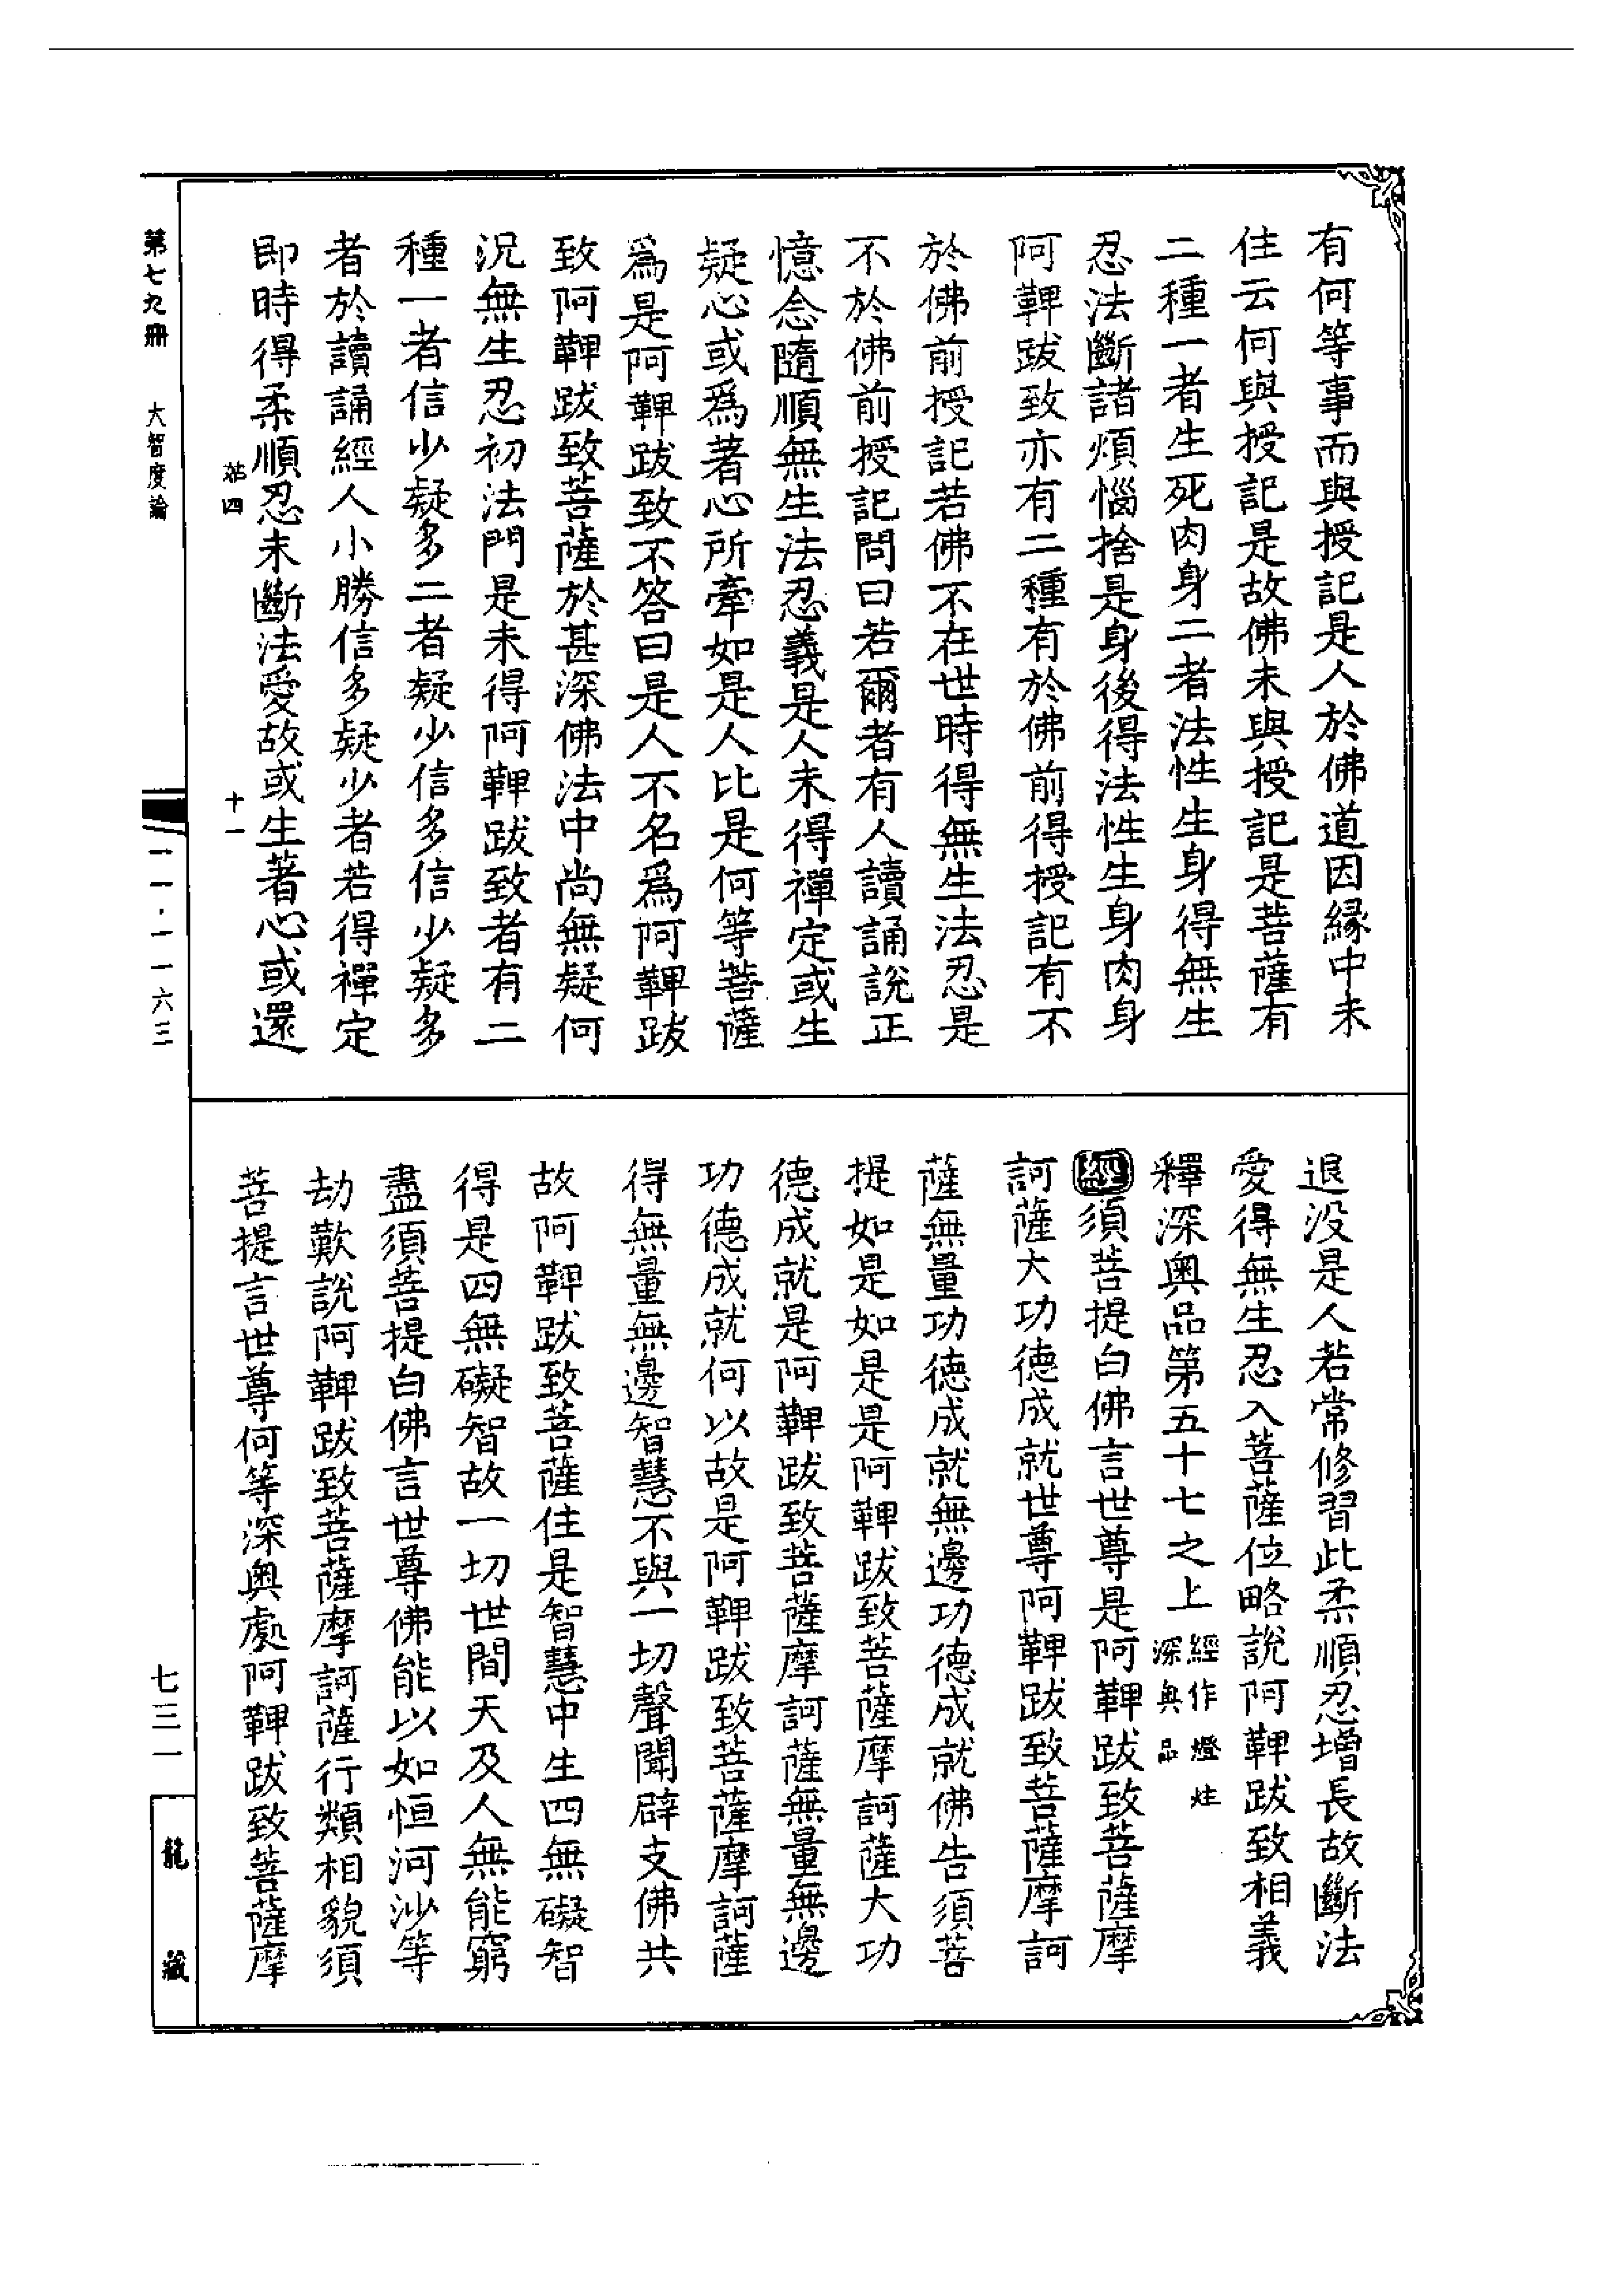 有何等事而與授記是人於佛道因緣中未
住云何與授記是故佛未與授記是菩薩有
二種一者生死肉身二者法性生身得無生
忍法斷諸煩惱捨是身後得法性生身肉身
阿鞞跋致亦有二種有於佛前得授記有不
於佛前授記若佛不在世時得無生法忍是
不於佛前授記問曰若爾者有人讀誦說正
憶念隨順無生法忍義是人未得禪定或生
疑心或爲著心所牽如是人比是何等菩薩
爲是阿鞞跋致不答曰是人不名爲阿鞞跋
致阿鞞跋致菩薩於甚深佛法中尚無疑何
況無生忍初法門是未得阿鞞跋致者有二
種一者信少疑多二者疑少信多信少疑多
者於讀誦經人小勝信多疑少者若得禪定
即時得柔順忍未斷法愛故或生著心或還
退没是人若常修習此柔順忍增長故斷法
愛得無生忍入菩薩位略說阿鞞跋致相義
釋深奧品第五十七之上 經作燈炷深奧品
經須菩提白佛言世尊是阿鞞跋致菩薩摩
訶薩大功德成就世尊阿鞞跋致菩薩摩訶
薩無量功德成就無邊功德成就佛告須菩
提如是如是是阿鞞跋致菩薩摩訶薩大功
德成就是阿鞞跋致菩薩摩訶薩無量無邊
功德成就何以故是阿鞞跋致菩薩摩訶薩
得無量無邊智慧不與一切聲聞辟支佛共
故阿鞞跋致菩薩住是智慧中生四無礙智
得是四無礙智故一切世間天及人無能窮
盡須菩提白佛言世尊佛能以如恒河沙等
劫歎說阿鞞跋致菩薩摩訶薩行類相貌須
菩提言世尊何等深奧處阿鞞跋致菩薩摩
第七九册 大智度論
十一
一一·一一六三
七三一
龍藏